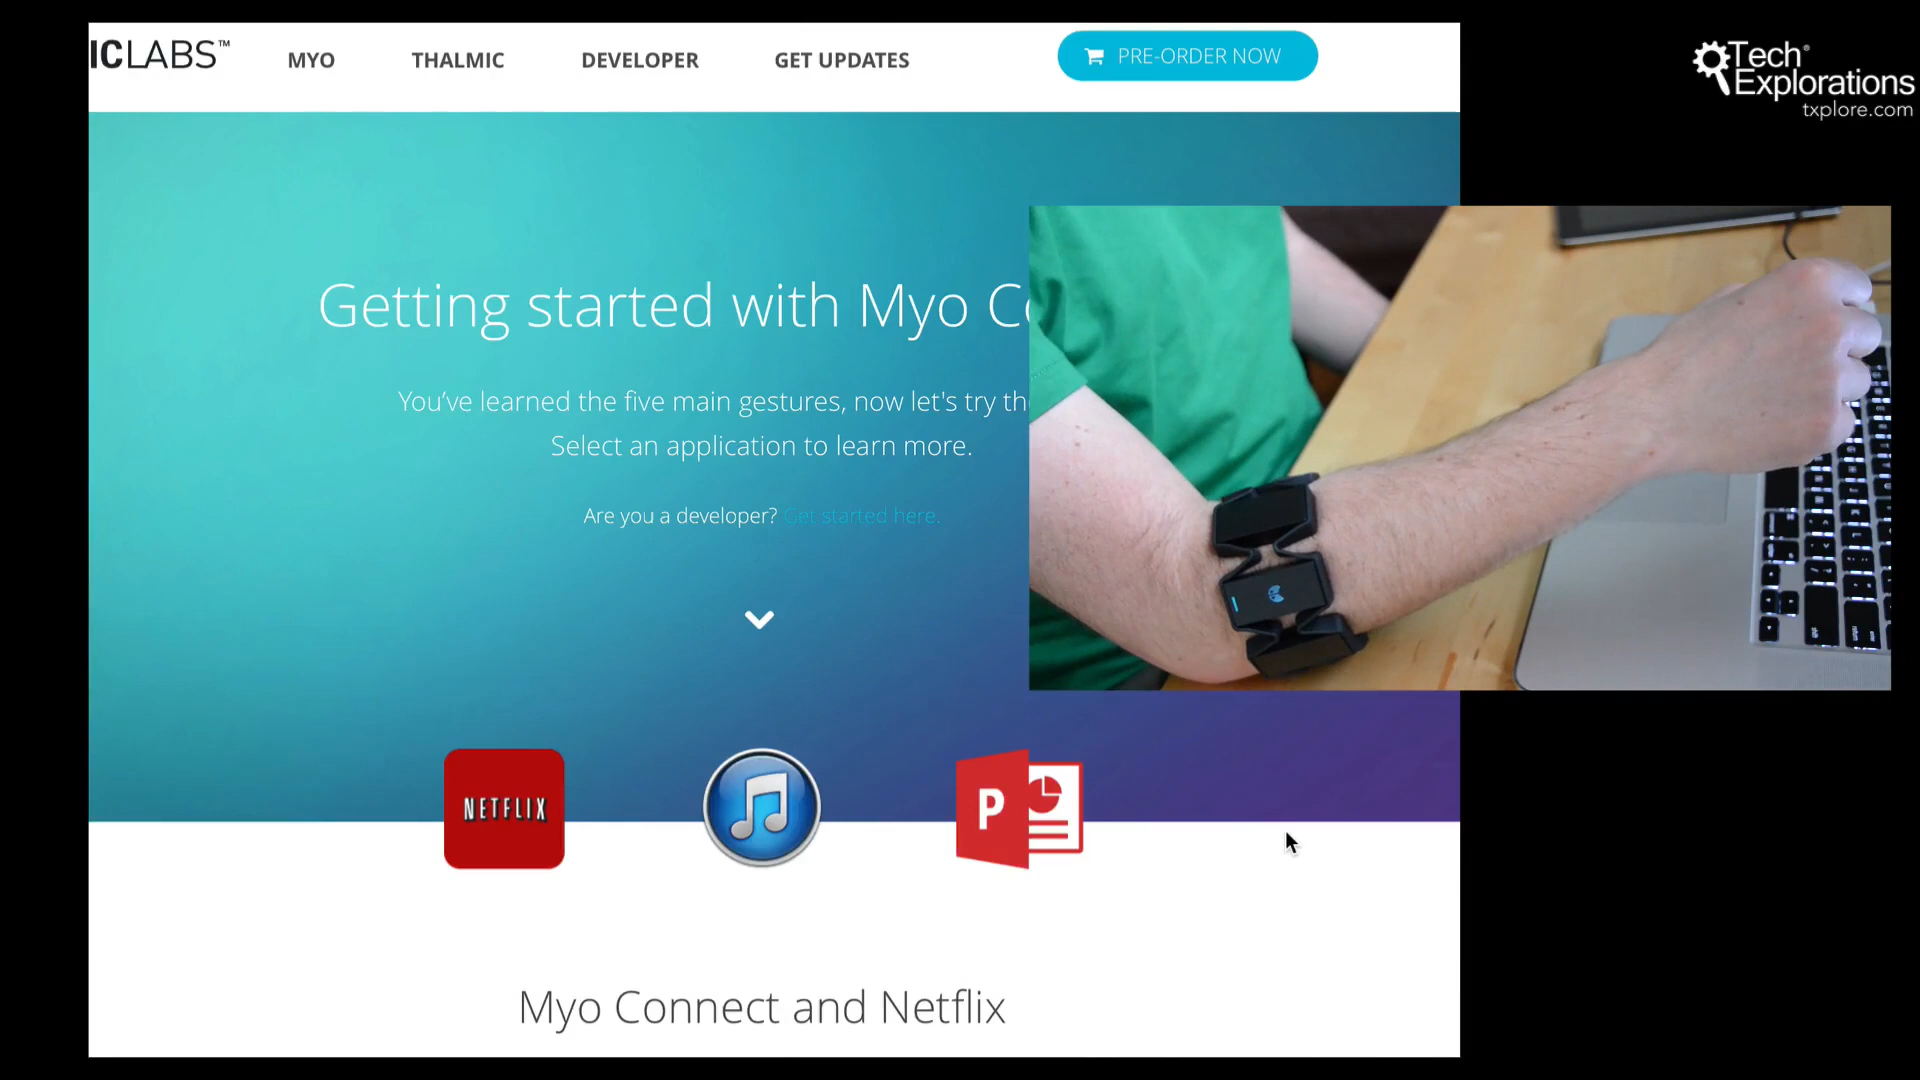 ICLABS™
MYO
THALMIC
DEVELOPER
GET UPDATES
PRE-ORDER NOW
Tech®
Explorations
txplore.com
Getting started with Myo Co
You've learned the five main gestures, now let's try th
Select an application to learn more.
Are you a developer? Get started here.
NETFLIX
P
Myo Connect and Netflix